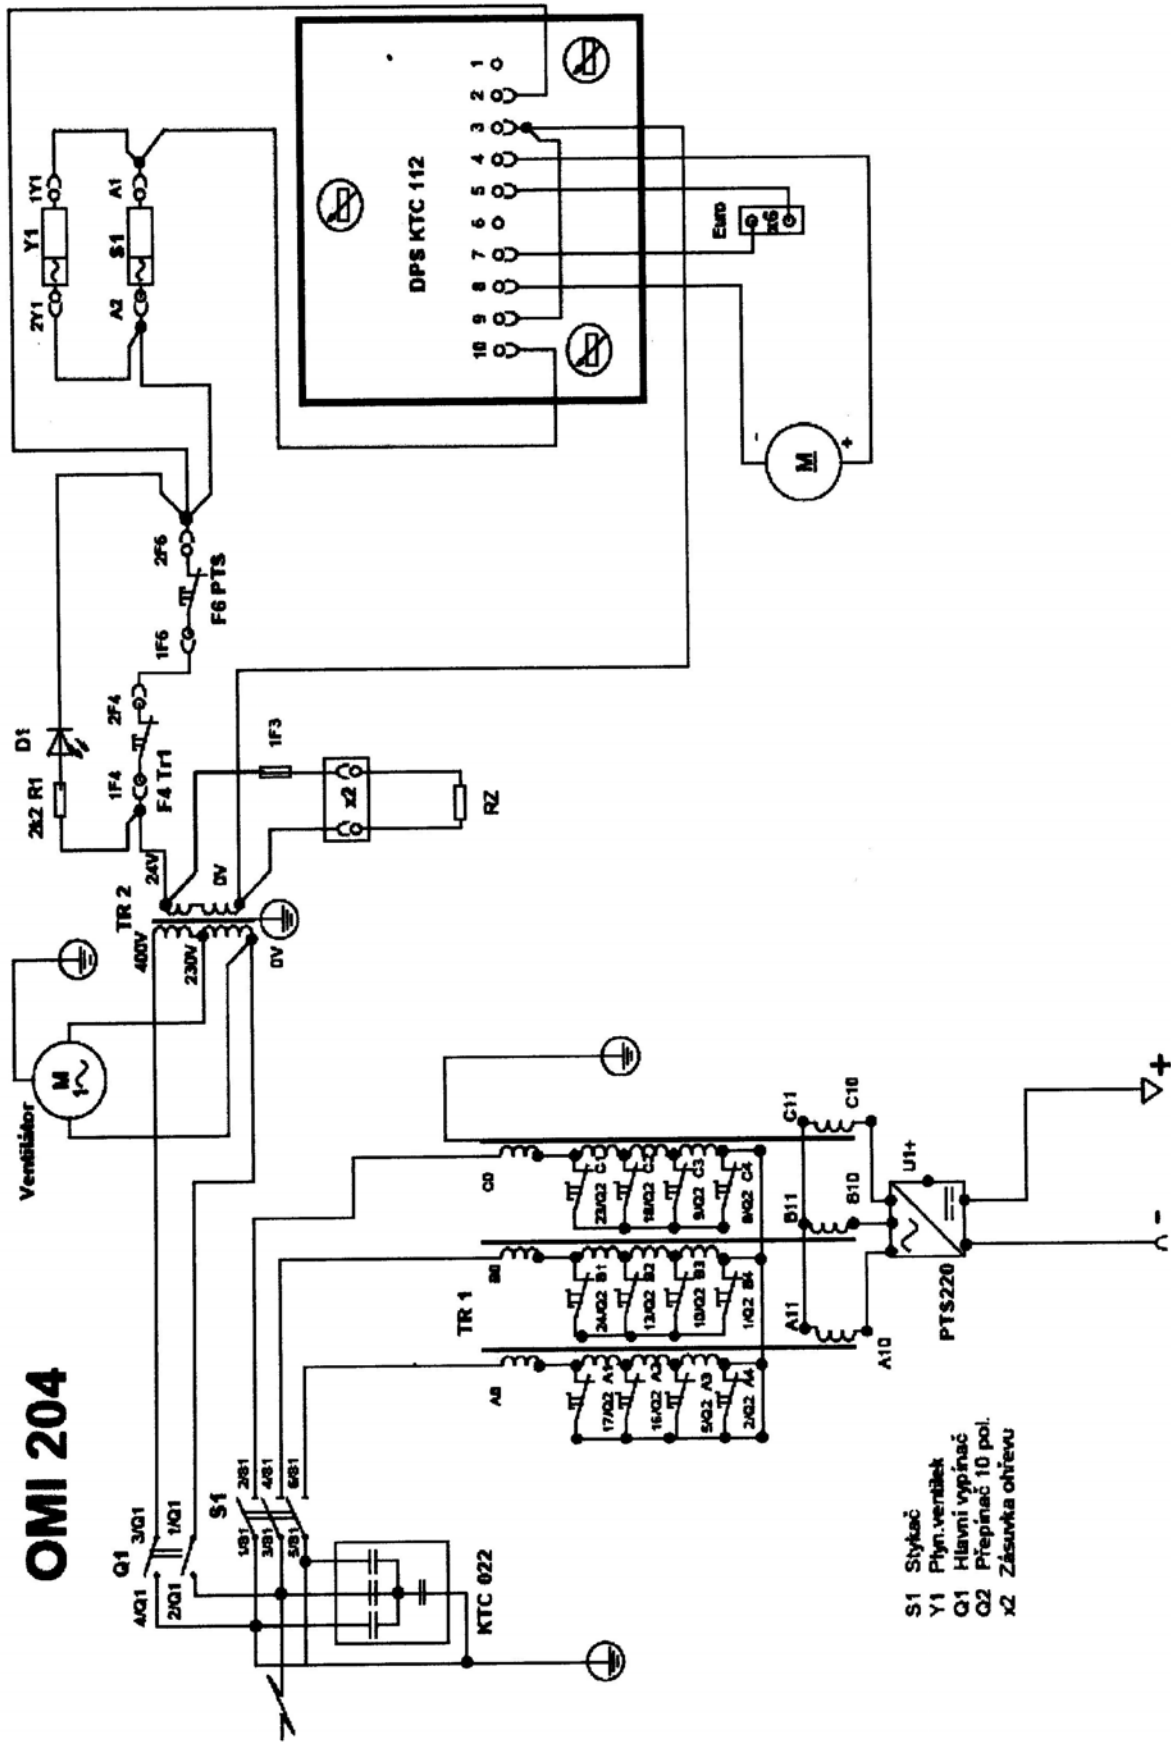 OMI 204
Q1
4/Q1
3/Q1
2/Q1
1/Q1
S1
1/S1
2/S1
3/S1
4/S1
5/S1
6/S1
KTC 022
Ventilátor
M
1~
TR 2
400V
230V
0V
24V
0V
2k2 R1
D1
1F4
2F4
F4 Tr1
1F6
2F6
F6 PTS
1F3
x2
RZ
2Y1
Y1
1Y1
A2
S1
A1
DPS KTC 112
10
9
8
7
6
5
4
3
2
1
Euro
x6
M
-
+
TR 1
A0
B0
C0
17/Q2 A1
16/Q2 A2
5/Q2 A3
2/Q2 A4
24/Q2 B1
13/Q2 B2
10/Q2 B3
1/Q2 B4
23/Q2 C1
18/Q2 C2
9/Q2 C3
8/Q2 C4
A11
A10
B11
B10
C11
C10
U1+
PTS220
-
+
S1 Stykač
Y1 Plyn.ventilek
Q1 Hlavní vypínač
Q2 Přepínač 10 pol.
x2 Zásuvka ohřevu